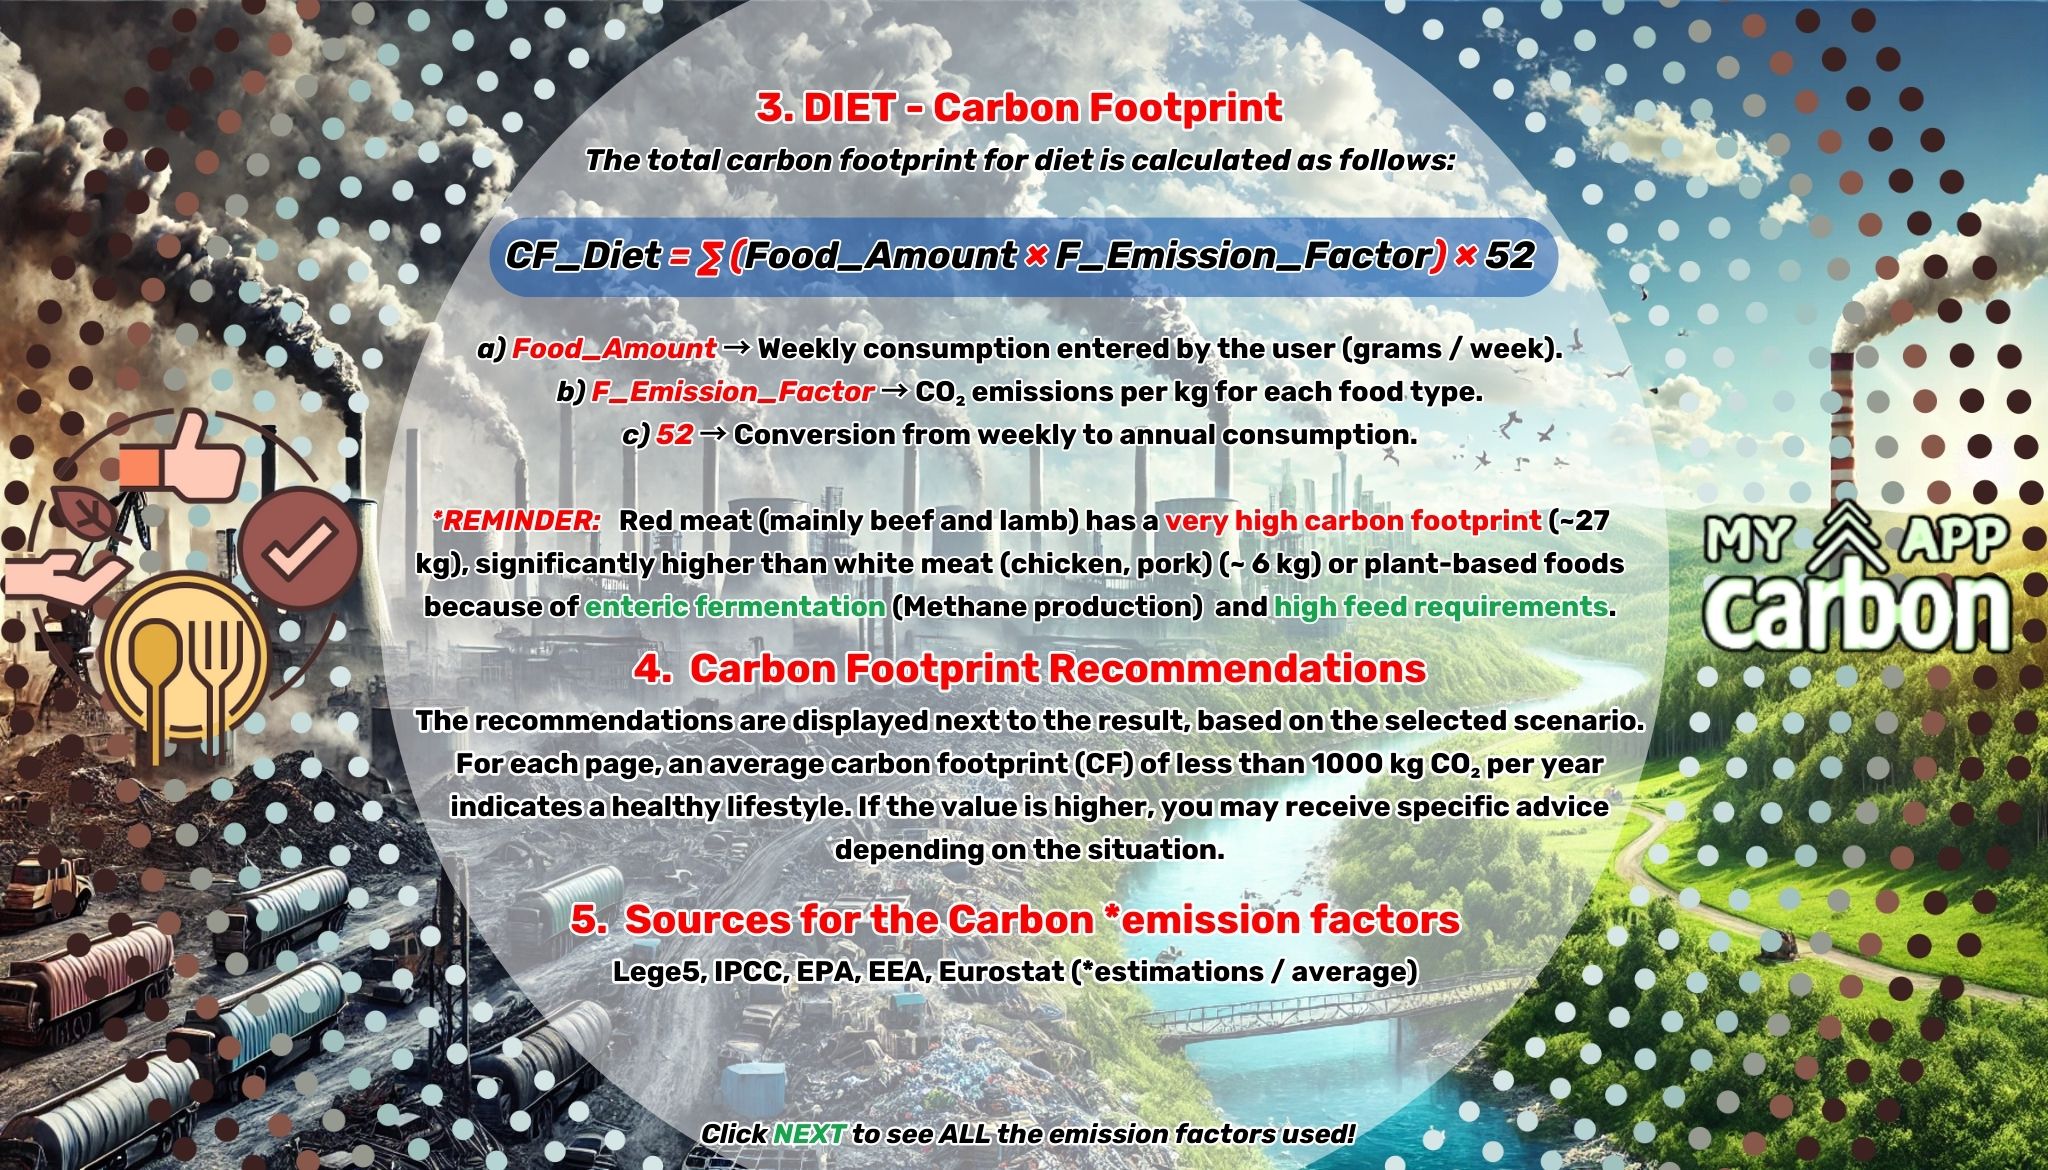 3. DIET - Carbon Footprint
The total carbon footprint for diet is calculated as follows:
CF_Diet = ∑ (Food_Amount × F_Emission_Factor) × 52
a) Food_Amount → Weekly consumption entered by the user (grams / week).
b) F_Emission_Factor → CO₂ emissions per kg for each food type.
c) 52 → Conversion from weekly to annual consumption.
*REMINDER: Red meat (mainly beef and lamb) has a very high carbon footprint (~27
kg), significantly higher than white meat (chicken, pork) (~ 6 kg) or plant-based foods
because of enteric fermentation (Methane production) and high feed requirements.
MY APP
carbon
4. Carbon Footprint Recommendations
The recommendations are displayed next to the result, based on the selected scenario.
For each page, an average carbon footprint (CF) of less than 1000 kg CO₂ per year
indicates a healthy lifestyle. If the value is higher, you may receive specific advice
depending on the situation.
5. Sources for the Carbon *emission factors
Lege5, IPCC, EPA, EEA, Eurostat (*estimations / average)
Click NEXT to see ALL the emission factors used!